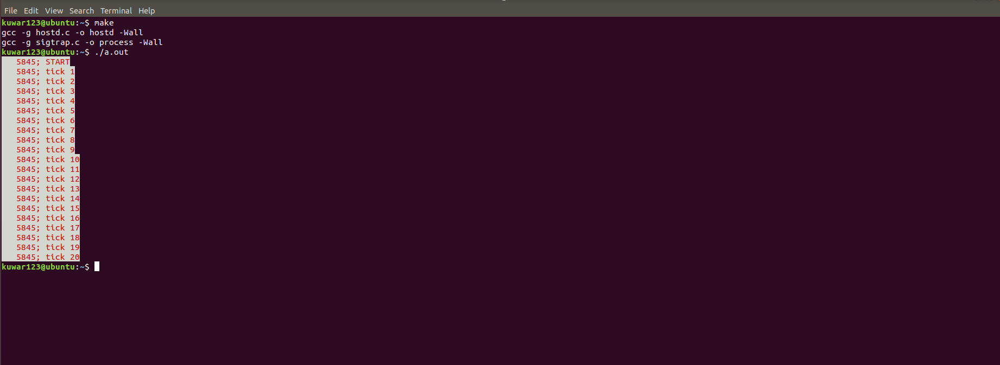 File Edit View Search Terminal Help
kuwar123@ubuntu:~$ make
gcc -g hostd.c -o hostd -Wall
gcc -g sigtrap.c -o process -Wall
kuwar123@ubuntu:~$ ./a.out
   5845; START
   5845; tick 1
   5845; tick 2
   5845; tick 3
   5845; tick 4
   5845; tick 5
   5845; tick 6
   5845; tick 7
   5845; tick 8
   5845; tick 9
   5845; tick 10
   5845; tick 11
   5845; tick 12
   5845; tick 13
   5845; tick 14
   5845; tick 15
   5845; tick 16
   5845; tick 17
   5845; tick 18
   5845; tick 19
   5845; tick 20
kuwar123@ubuntu:~$